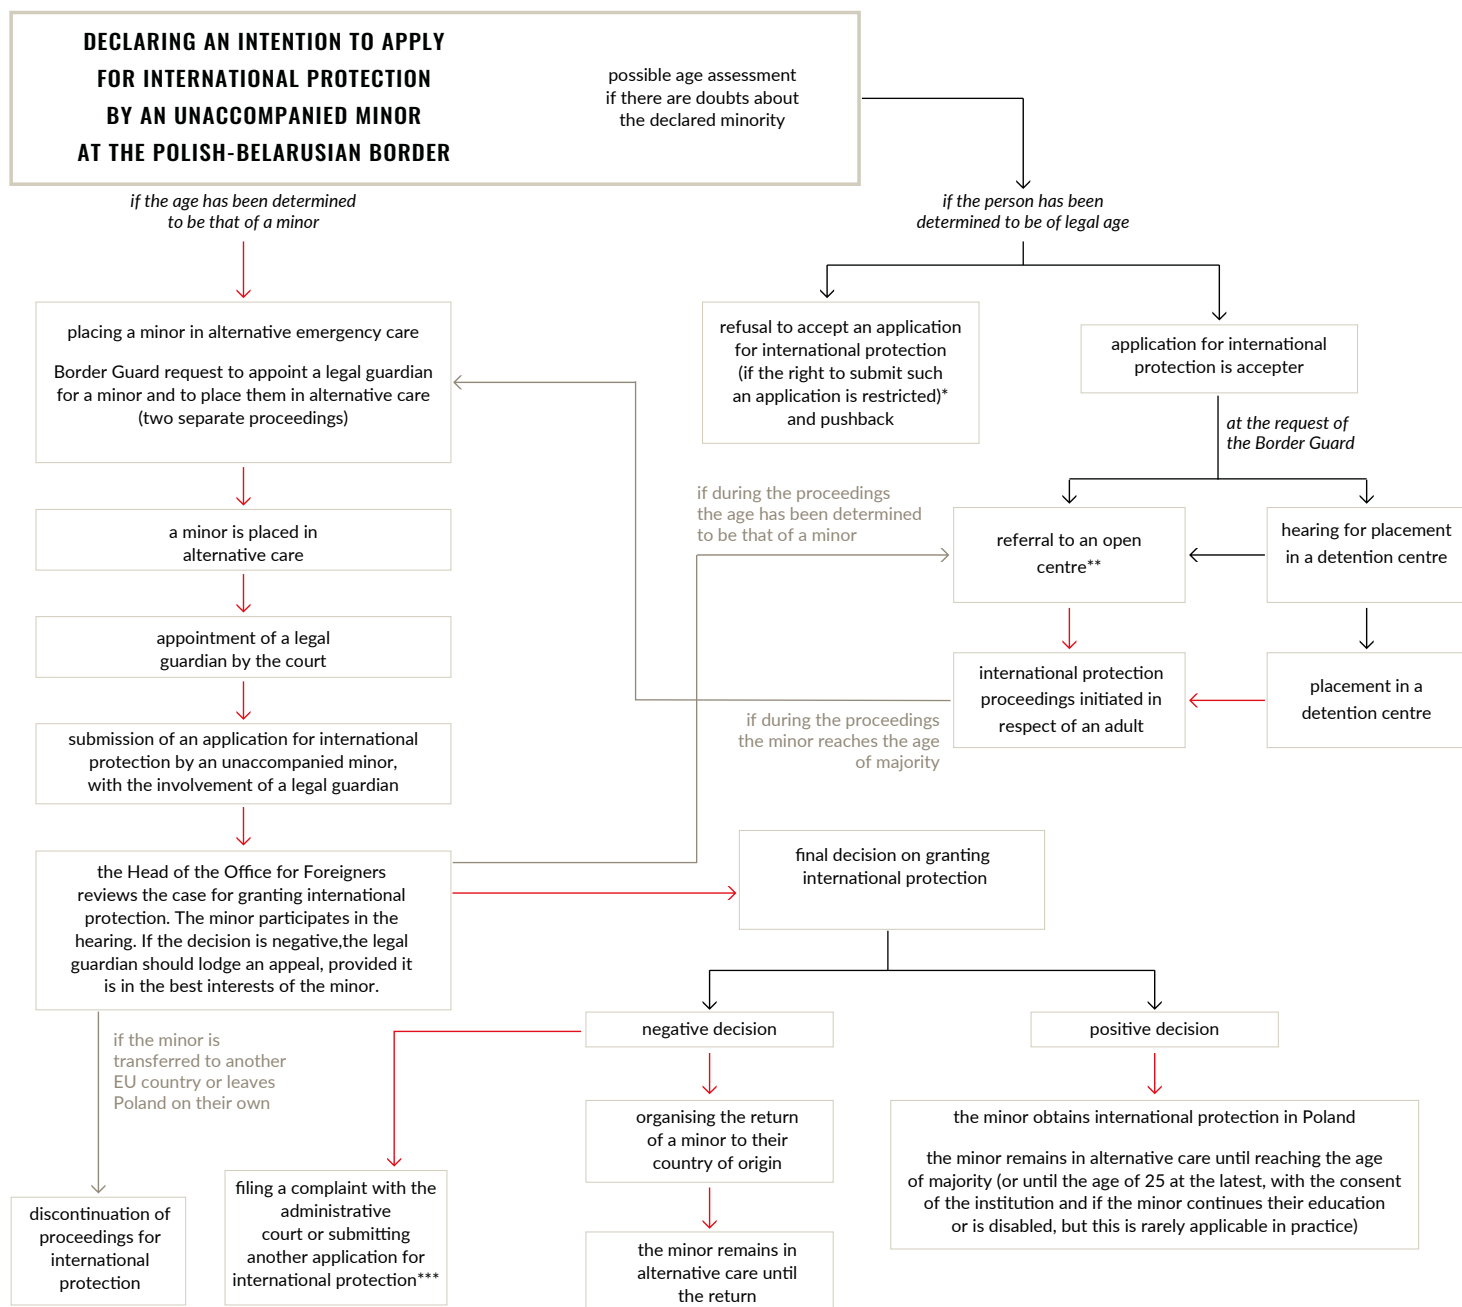 DECLARING AN INTENTION TO APPLY
FOR INTERNATIONAL PROTECTION
BY AN UNACCOMPANIED MINOR
AT THE POLISH-BELARUSIAN BORDER
possible age assessment
if there are doubts about
the declared minority
if the age has been determined
to be that of a minor
if the person has been
determined to be of legal age
placing a minor in alternative emergency care
Border Guard request to appoint a legal guardian
for a minor and to place them in alternative care
(two separate proceedings)
refusal to accept an application
for international protection
(if the right to submit such
an application is restricted)*
and pushback
application for international
protection is accepter
at the request of
the Border Guard
a minor is placed in
alternative care
if during the proceedings
the age has been determined
to be that of a minor
referral to an open
centre**
hearing for placement
in a detention centre
appointment of a legal
guardian by the court
international protection
proceedings initiated in
respect of an adult
placement in a
detention centre
if during the proceedings
the minor reaches the age
of majority
submission of an application for international
protection by an unaccompanied minor,
with the involvement of a legal guardian
the Head of the Office for Foreigners
reviews the case for granting international
protection. The minor participates in the
hearing. If the decision is negative,the legal
guardian should lodge an appeal, provided it
is in the best interests of the minor.
final decision on granting
international protection
negative decision
positive decision
if the minor is
transferred to another
EU country or leaves
Poland on their own
organising the return
of a minor to their
country of origin
the minor obtains international protection in Poland
the minor remains in alternative care until reaching the age
of majority (or until the age of 25 at the latest, with the consent
of the institution and if the minor continues their education
or is disabled, but this is rarely applicable in practice)
discontinuation of
proceedings for
international
protection
filing a complaint with the
administrative
court or submitting
another application for
international protection***
the minor remains in
alternative care until
the return